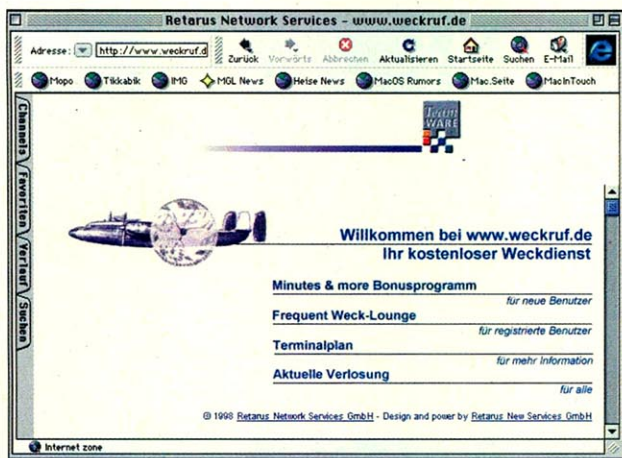 Retarus Network Services - www.weckruf.de
Adresse: http://www.weckruf.d
Zurück Vorwärts Abbrechen Aktualisieren Startseite Suchen E-Mail
Mopo Tikkabik IMG MGL News Heise News MacOS Rumors Mac.Seite MacInTouch
Channels
Favoriten
Verlauf
Suchen
Team
WARE
Willkommen bei www.weckruf.de
Ihr kostenloser Weckdienst
Minutes & more Bonusprogramm
für neue Benutzer
Frequent Weck-Lounge
für registrierte Benutzer
Terminalplan
für mehr Information
Aktuelle Verlosung
für alle
© 1998 Retarus Network Services GmbH - Design and power by Retarus New Services GmbH
Internet zone